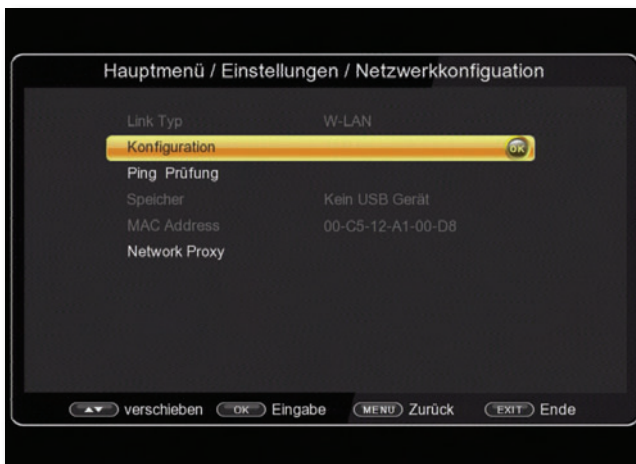 Hauptmenü / Einstellungen / Netzwerkkonfiguation
Link Typ W-LAN
Konfiguration OK
Ping Prüfung
Speicher Kein USB Gerät
MAC Address 00-C5-12-A1-00-D8
Network Proxy
verschieben OK Eingabe MENU Zurück EXIT Ende